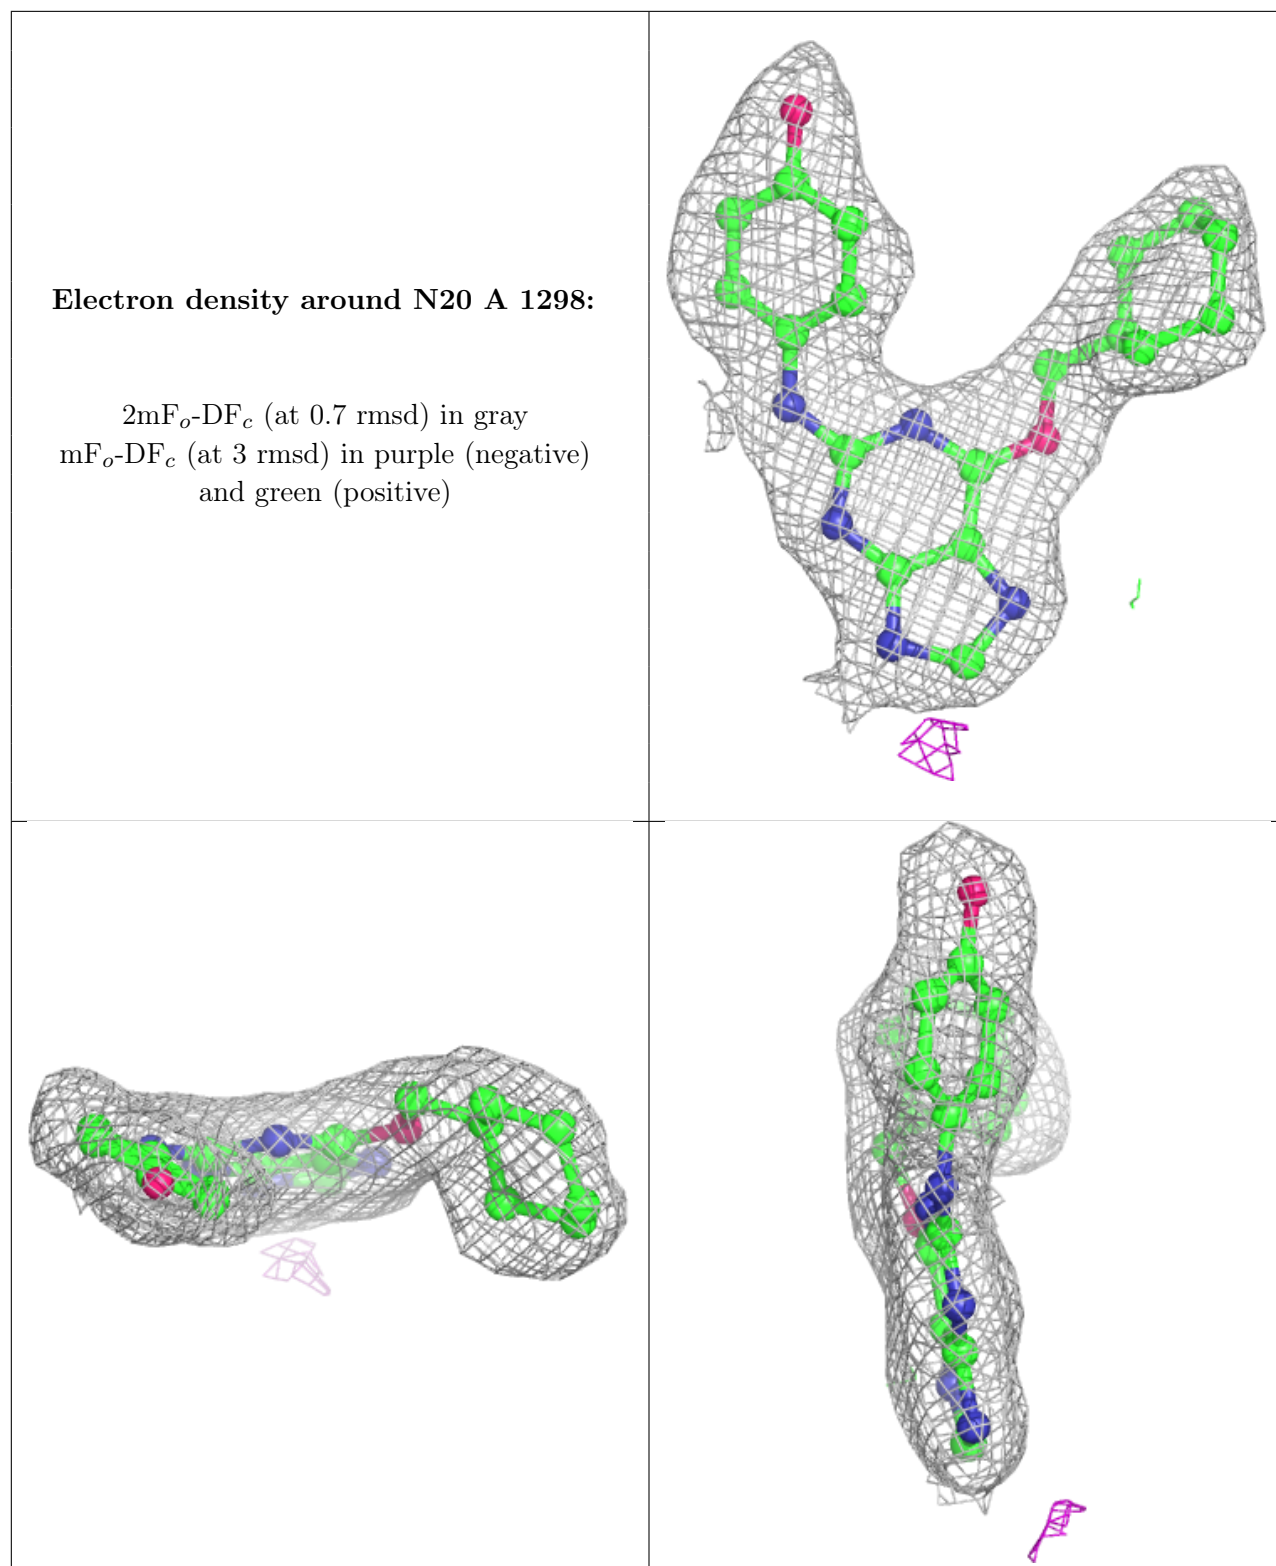 Electron density around N20 A 1298:
2mFo-DFc (at 0.7 rmsd) in gray
mFo-DFc (at 3 rmsd) in purple (negative)
and green (positive)